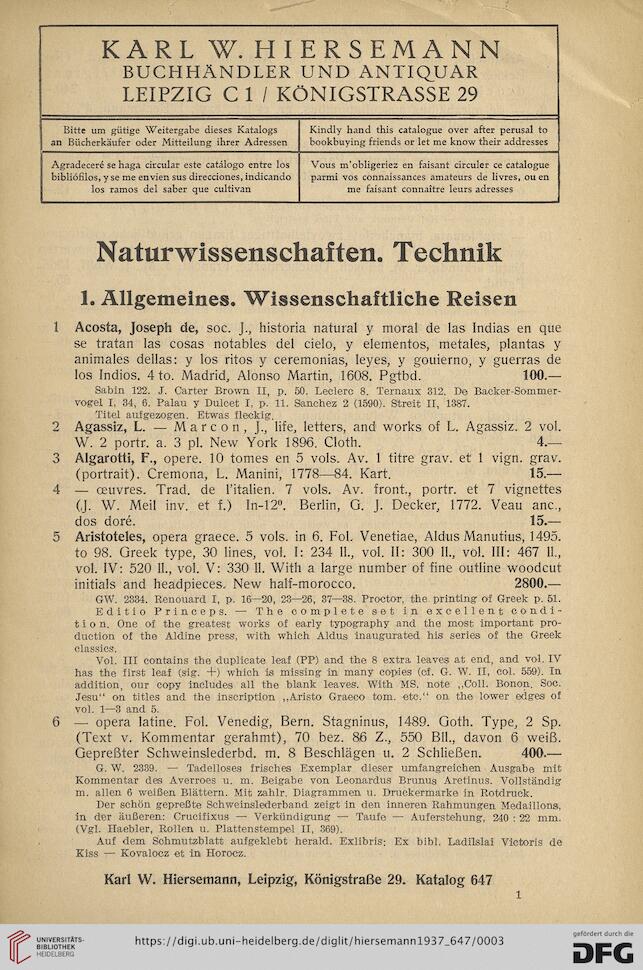 KARL W. HIERSEMANN
BUCHHÄNDLER UND ANTIQUAR
LEIPZIG C 1 / KÖNIGSTRASSE 29
Bitte um gütige Weitergabe dieses Katalogs
an Bücherkäufer oder Mitteilung ihrer Adressen
Kindly hand this catalogue over after perusal to
bookbuying friends or let me know their addresses
Agradeceré se haga circular este catálogo entre los
bibliófilos, y se me envien sus direcciones, indicando
los ramos del saber que cultivan
Vous m'obligeriez en faisant circuler ce catalogue
parmi vos connaissances amateurs de livres, ou en
me faisant connaître leurs adresses
Naturwissenschaften. Technik
1. Allgemeines. Wissenschaftliche Reisen
1 Acosta, Joseph de, soc. J., historia natural y moral de las Indias en que
se tratan las cosas notables del cielo, y elementos, metales, plantas y
animales dellas: y los ritos y ceremonias, leyes, y gouierno, y guerras de
los Indios. 4 to. Madrid, Alonso Martin, 1608. Pgtbd. 100.—
Sabin 122. J. Carter Brown II, p. 50. Leclerc 8. Ternaux 312. De Backer-Sommer-
vogel I, 34, 6. Palau y Dulcet I, p. 11. Sanchez 2 (1590). Streit II, 1387.
Titel aufgezogen. Etwas fleckig.
2 Agassiz, L. — Marcon, J., life, letters, and works of L. Agassiz. 2 vol.
W. 2 portr. a. 3 pl. New York 1896. Cloth. 4.—
3 Algarotti, F., opere. 10 tomes en 5 vols. Av. 1 titre grav. et 1 vign. grav.
(portrait). Cremona, L. Manini, 1778—84. Kart. 15.—
4 — œuvres. Trad. de l'italien. 7 vols. Av. front., portr. et 7 vignettes
(J. W. Meil inv. et f.) In-12°. Berlin, G. J. Decker, 1772. Veau anc.,
dos doré. 15.—
5 Aristoteles, opera graece. 5 vols. in 6. Fol. Venetiae, Aldus Manutius, 1495.
to 98. Greek type, 30 lines, vol. I: 234 ll., vol. II: 300 ll., vol. III: 467 ll.,
vol. IV: 520 ll., vol. V: 330 ll. With a large number of fine outline woodcut
initials and headpieces. New half-morocco. 2800.—
GW. 2334. Renouard I, p. 16—20, 23—26, 37—38. Proctor, the printing of Greek p. 51.
Editio Princeps. — The complete set in excellent condi-
tion. One of the greatest works of early typography and the most important pro-
duction of the Aldine press, with which Aldus inaugurated his series of the Greek
classics.
Vol. III contains the duplicate leaf (PP) and the 8 extra leaves at end, and vol. IV
has the first leaf (sig. +) which is missing in many copies (cf. G. W. II, col. 559). In
addition, our copy includes all the blank leaves. With MS. note „Coll. Bonon. Soc.
Jesu" on titles and the inscription „Aristo Graeco tom. etc." on the lower edges of
vol. 1—3 and 5.
6 — opera latine. Fol. Venedig, Bern. Stagninus, 1489. Goth. Type, 2 Sp.
(Text v. Kommentar gerahmt), 70 bez. 86 Z., 550 Bll., davon 6 weiß.
Gepreßter Schweinslederbd. m. 8 Beschlägen u. 2 Schließen. 400.—
G. W. 2339. — Tadelloses frisches Exemplar dieser umfangreichen Ausgabe mit
Kommentar des Averroes u. m. Beigabe von Leonardus Brunus Aretinus. Vollständig
m. allen 6 weißen Blättern. Mit zahlr. Diagrammen u. Druckermarke in Rotdruck.
Der schön gepreßte Schweinslederband zeigt in den inneren Rahmungen Medaillons,
in der äußeren: Crucifixus — Verkündigung — Taufe — Auferstehung. 240 : 22 mm.
(Vgl. Haebler, Rollen u. Plattenstempel II, 369).
Auf dem Schmutzblatt aufgeklebt herald. Exlibris: Ex bibl. Ladilslai Victoris de
Kiss — Kovalocz et in Horocz.
Karl W. Hiersemann, Leipzig, Königstraße 29. Katalog 647
1
UNIVERSITÄTS-
BIBLIOTHEK
HEIDELBERG
https://digi.ub.uni-heidelberg.de/diglit/hiersemann1937_647/0003
gefördert durch die
DFG